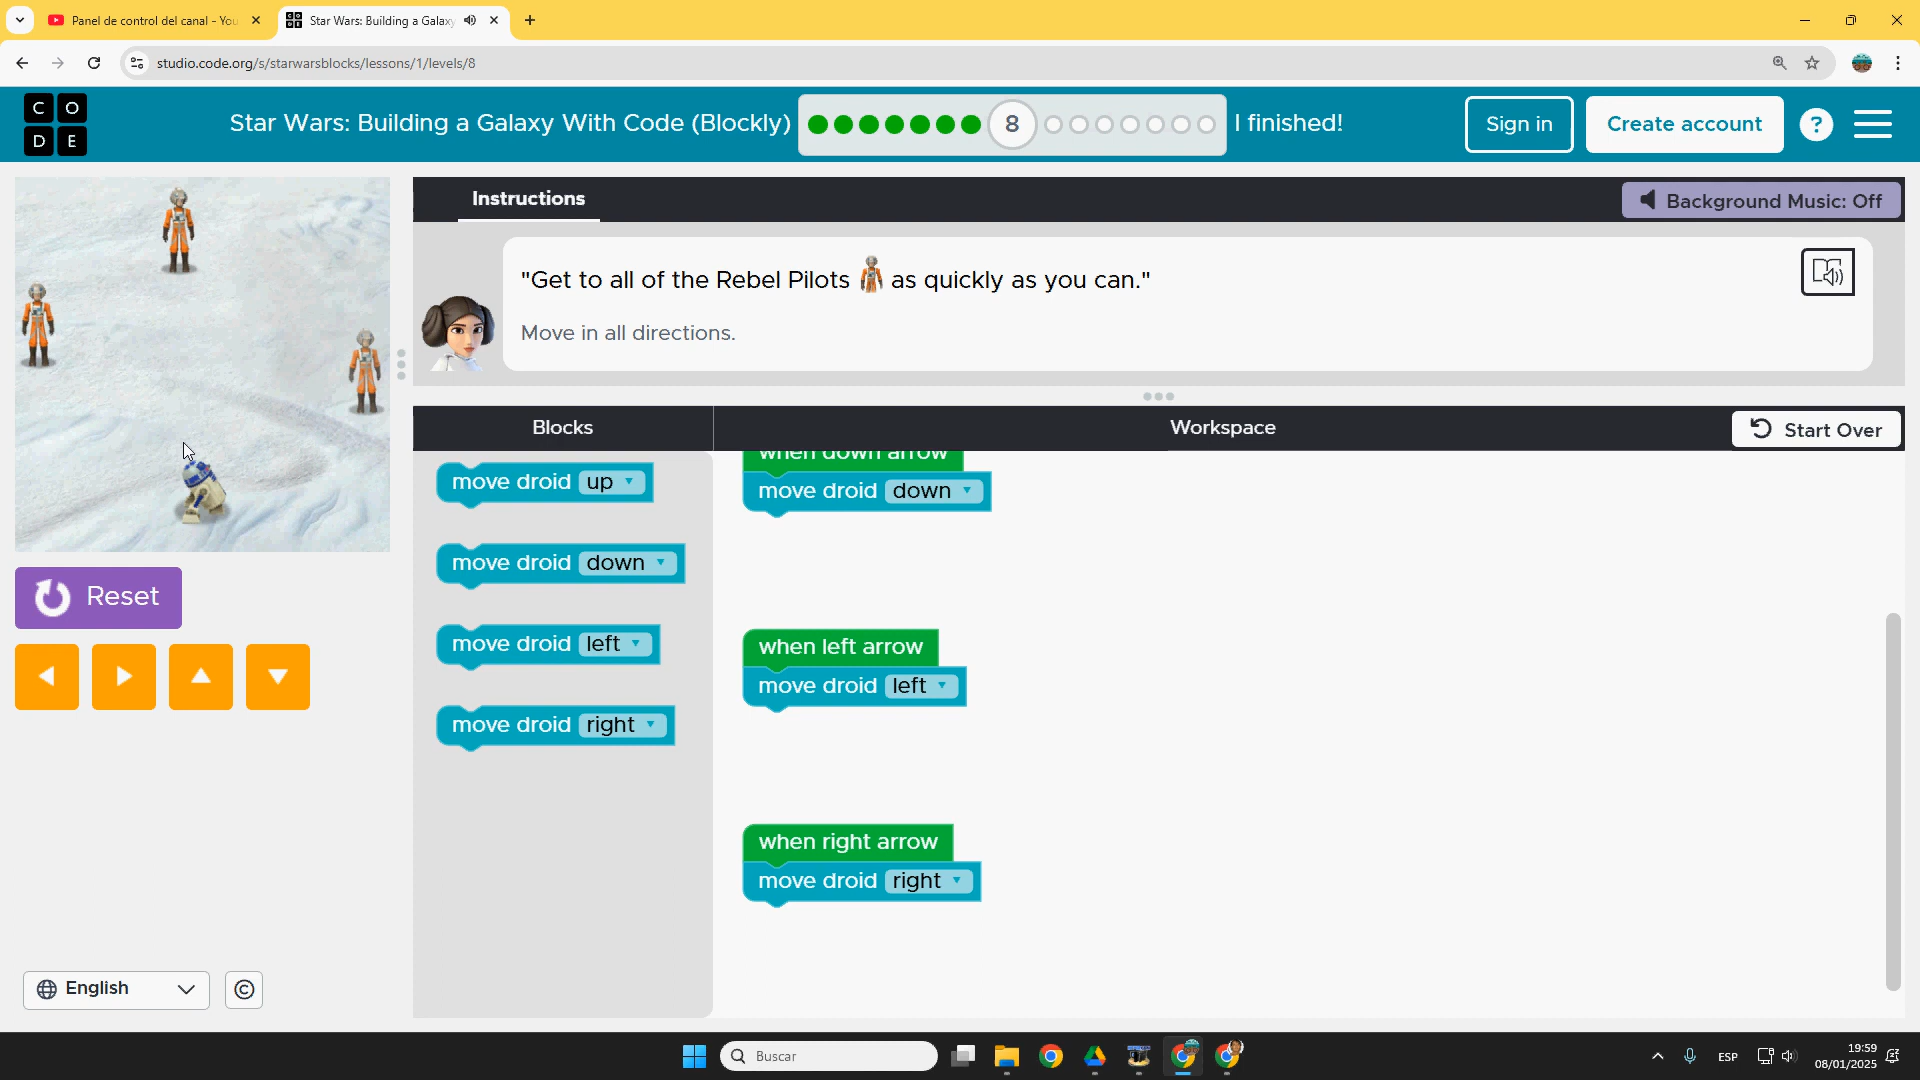 Panel de control del canal - You
Star Wars: Building a Galaxy
studio.code.org/s/starwarsblocks/lessons/1/levels/8
C O
D E
Star Wars: Building a Galaxy With Code (Blockly)
8
I finished!
Sign in
Create account
?
Instructions
Background Music: Off
"Get to all of the Rebel Pilots as quickly as you can."
Move in all directions.
Blocks
Workspace
Start Over
move droid up
move droid down
move droid left
move droid right
when down arrow
move droid down
when left arrow
move droid left
when right arrow
move droid right
Reset
English
©
Buscar
ESP
19:59
08/01/2025